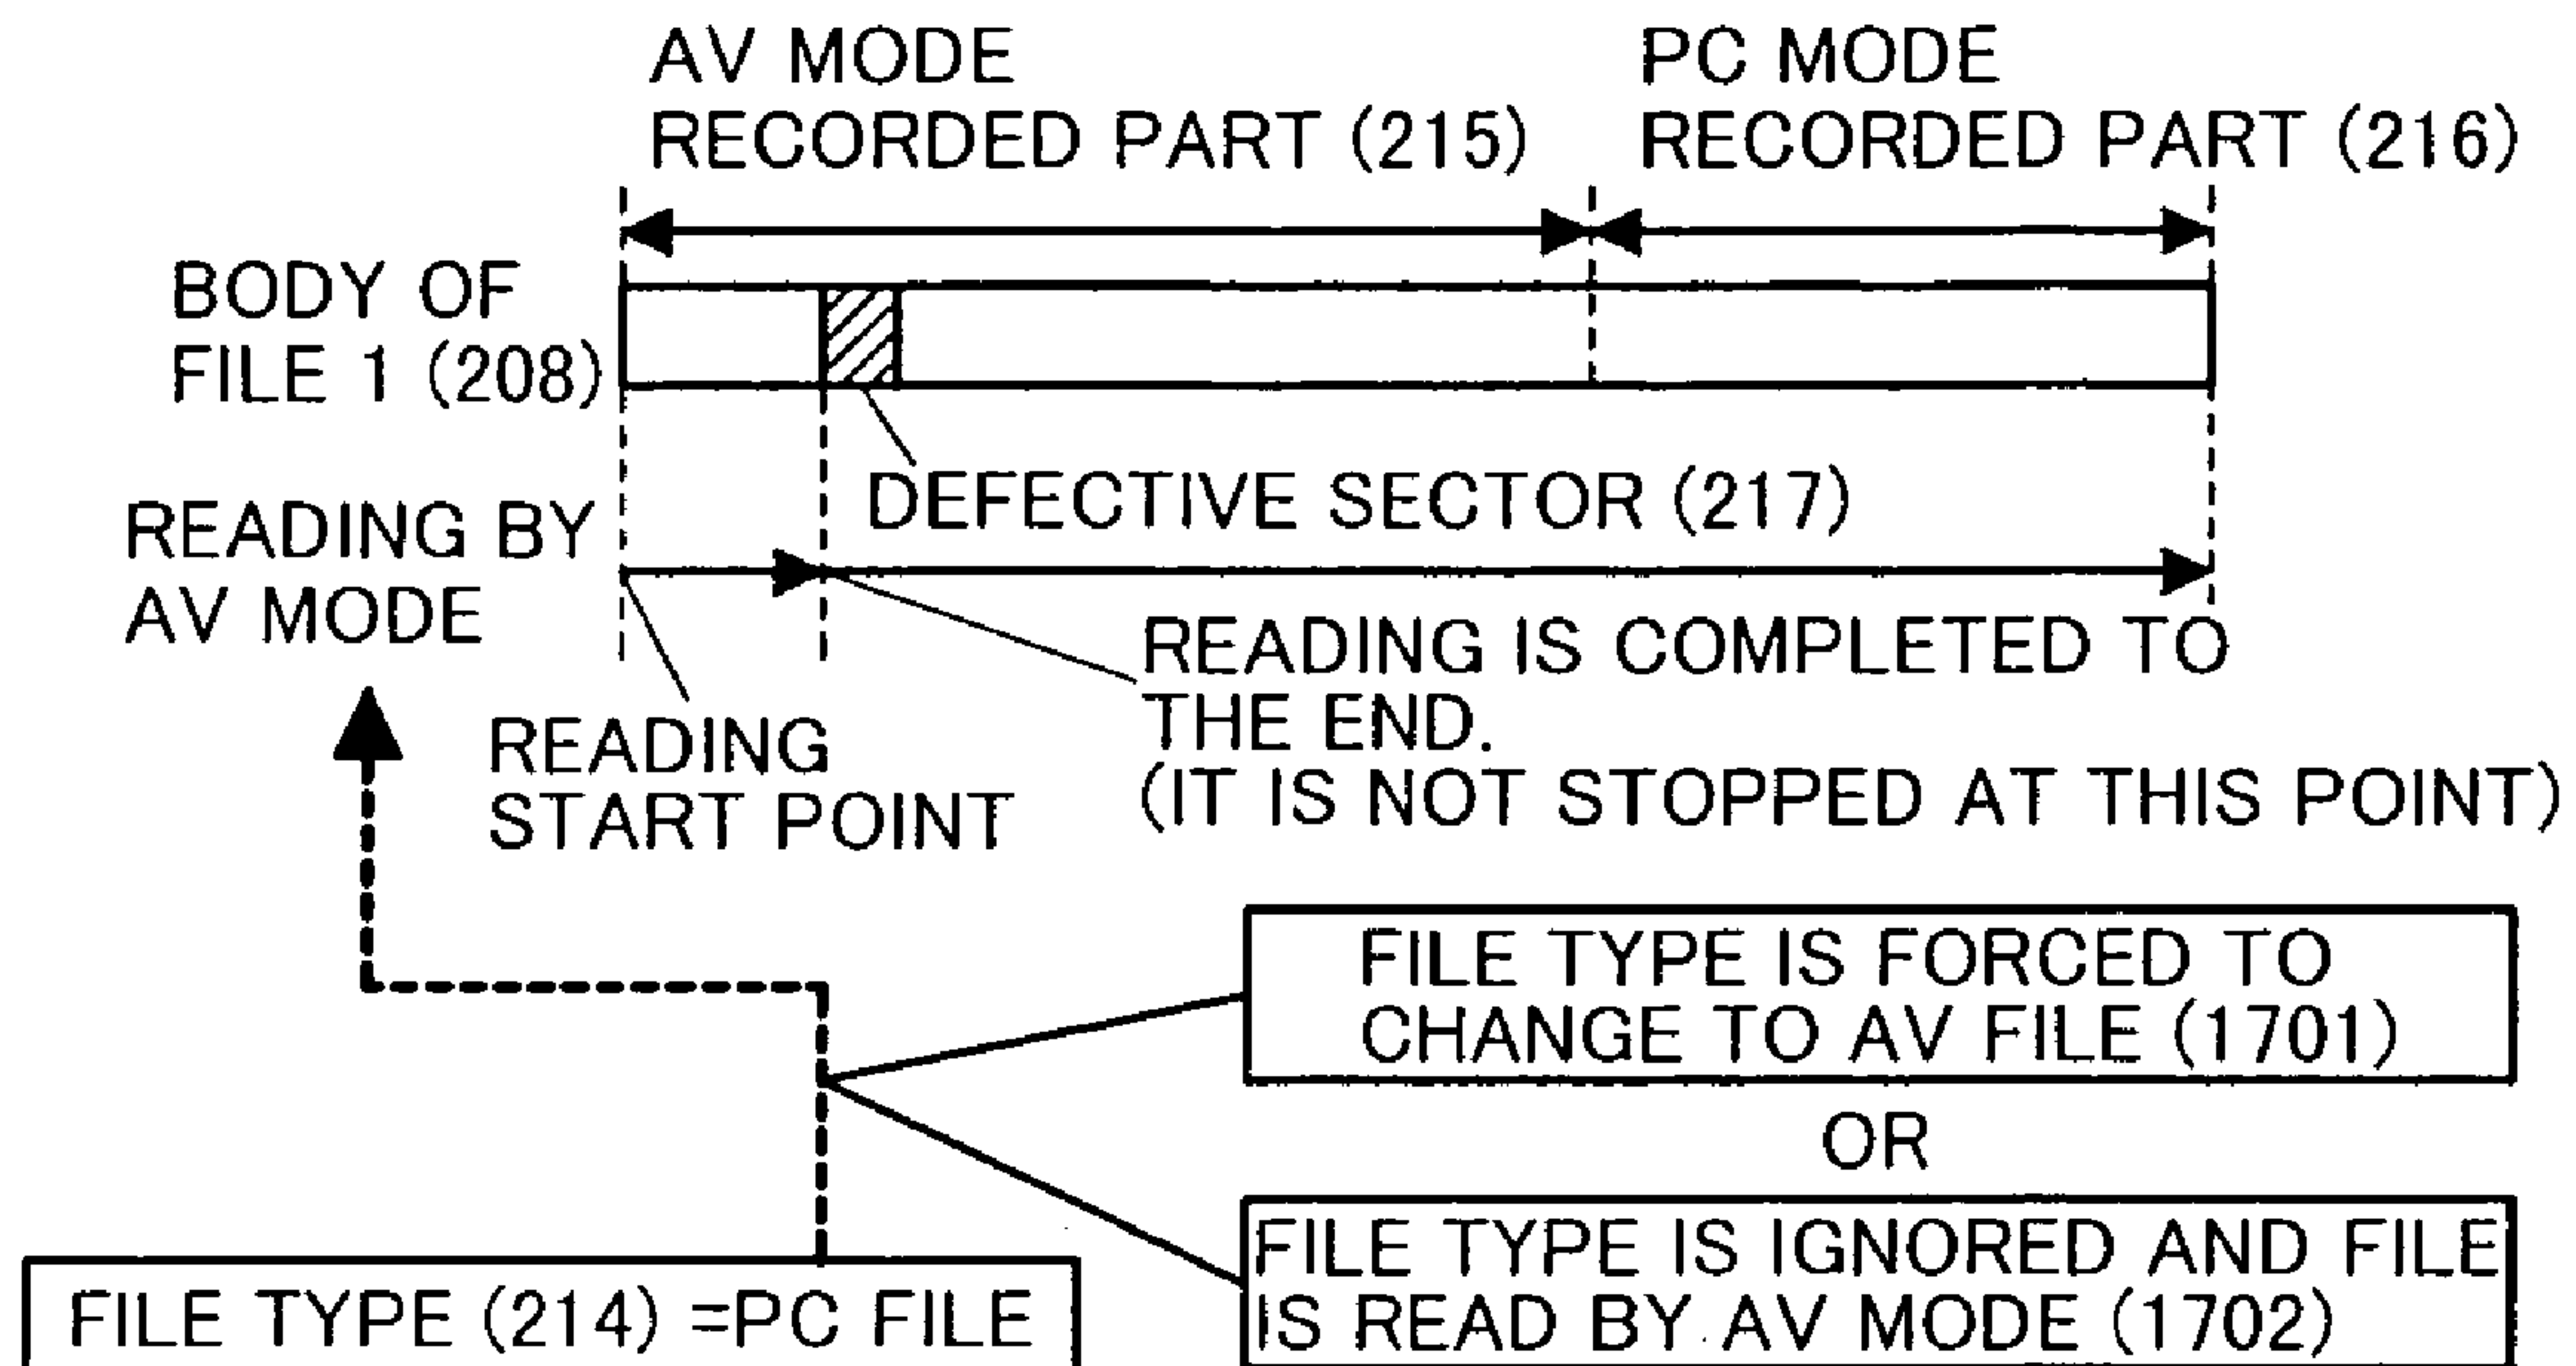 AV MODE
RECORDED PART (215)
PC MODE
RECORDED PART (216)
BODY OF
FILE 1 (208)
DEFECTIVE SECTOR (217)
READING BY
AV MODE
READING IS COMPLETED TO
THE END.
(IT IS NOT STOPPED AT THIS POINT)
READING
START POINT
FILE TYPE IS FORCED TO
CHANGE TO AV FILE (1701)
OR
FILE TYPE IS IGNORED AND FILE
IS READ BY AV MODE (1702)
FILE TYPE (214) =PC FILE